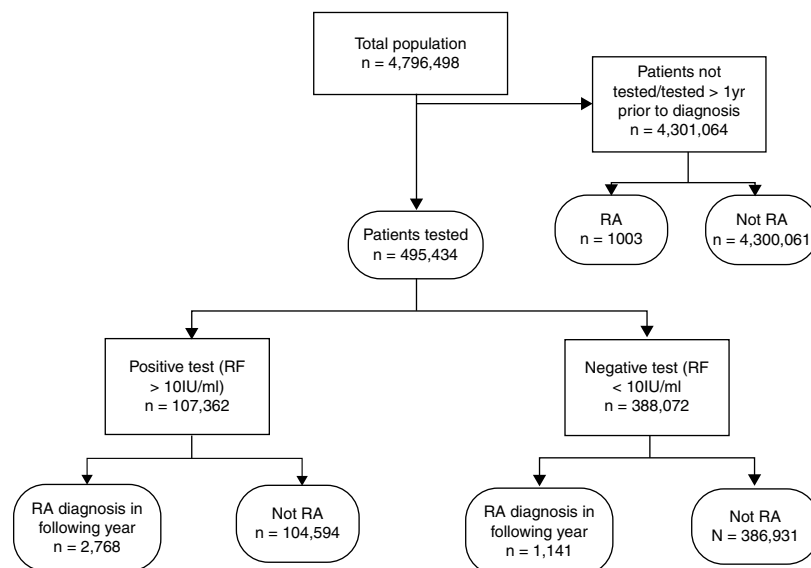 Total population
n = 4,796,498
Patients not
tested/tested > 1yr
prior to diagnosis
n = 4,301,064
RA
n = 1003
Not RA
n = 4,300,061
Patients tested
n = 495,434
Positive test (RF
> 10IU/ml)
n = 107,362
Negative test (RF
< 10IU/ml
n = 388,072
RA diagnosis in
following year
n = 2,768
Not RA
n = 104,594
RA diagnosis in
following year
n = 1,141
Not RA
N = 386,931